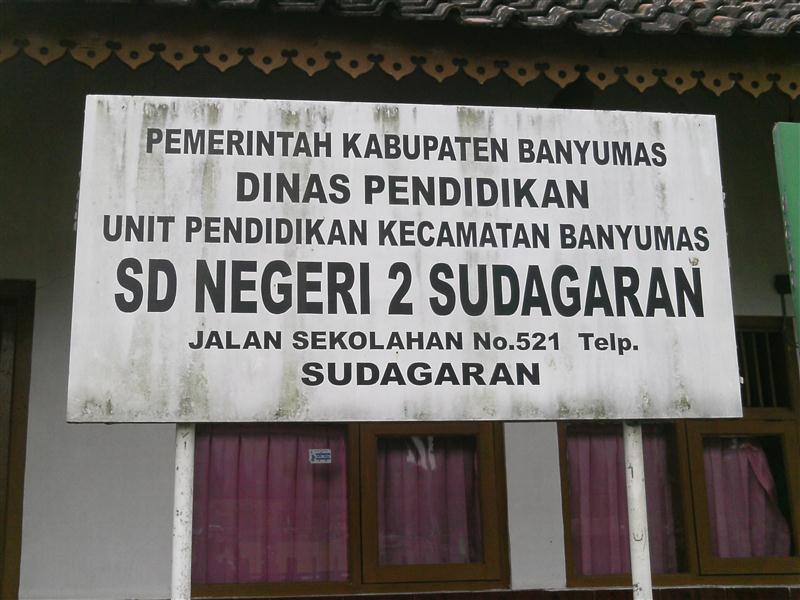 PEMERINTAH KABUPATEN BANYUMAS
DINAS PENDIDIKAN
UNIT PENDIDIKAN KECAMATAN BANYUMAS
SD NEGERI 2 SUDAGARAN
JALAN SEKOLAHAN No.521 Telp.
SUDAGARAN